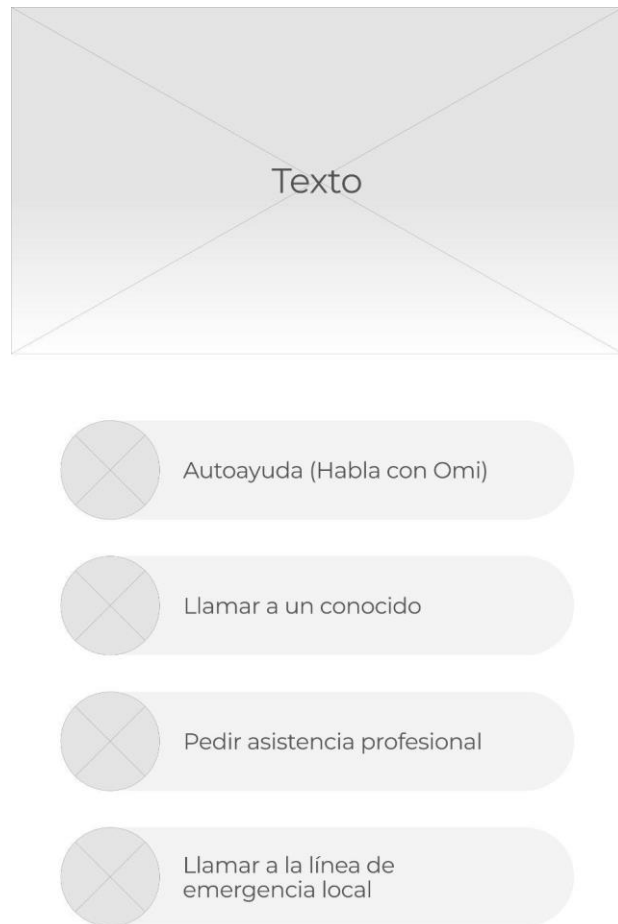 Texto
Autoayuda (Habla con Omi)
Llamar a un conocido
Pedir asistencia profesional
Llamar a la línea de
emergencia local